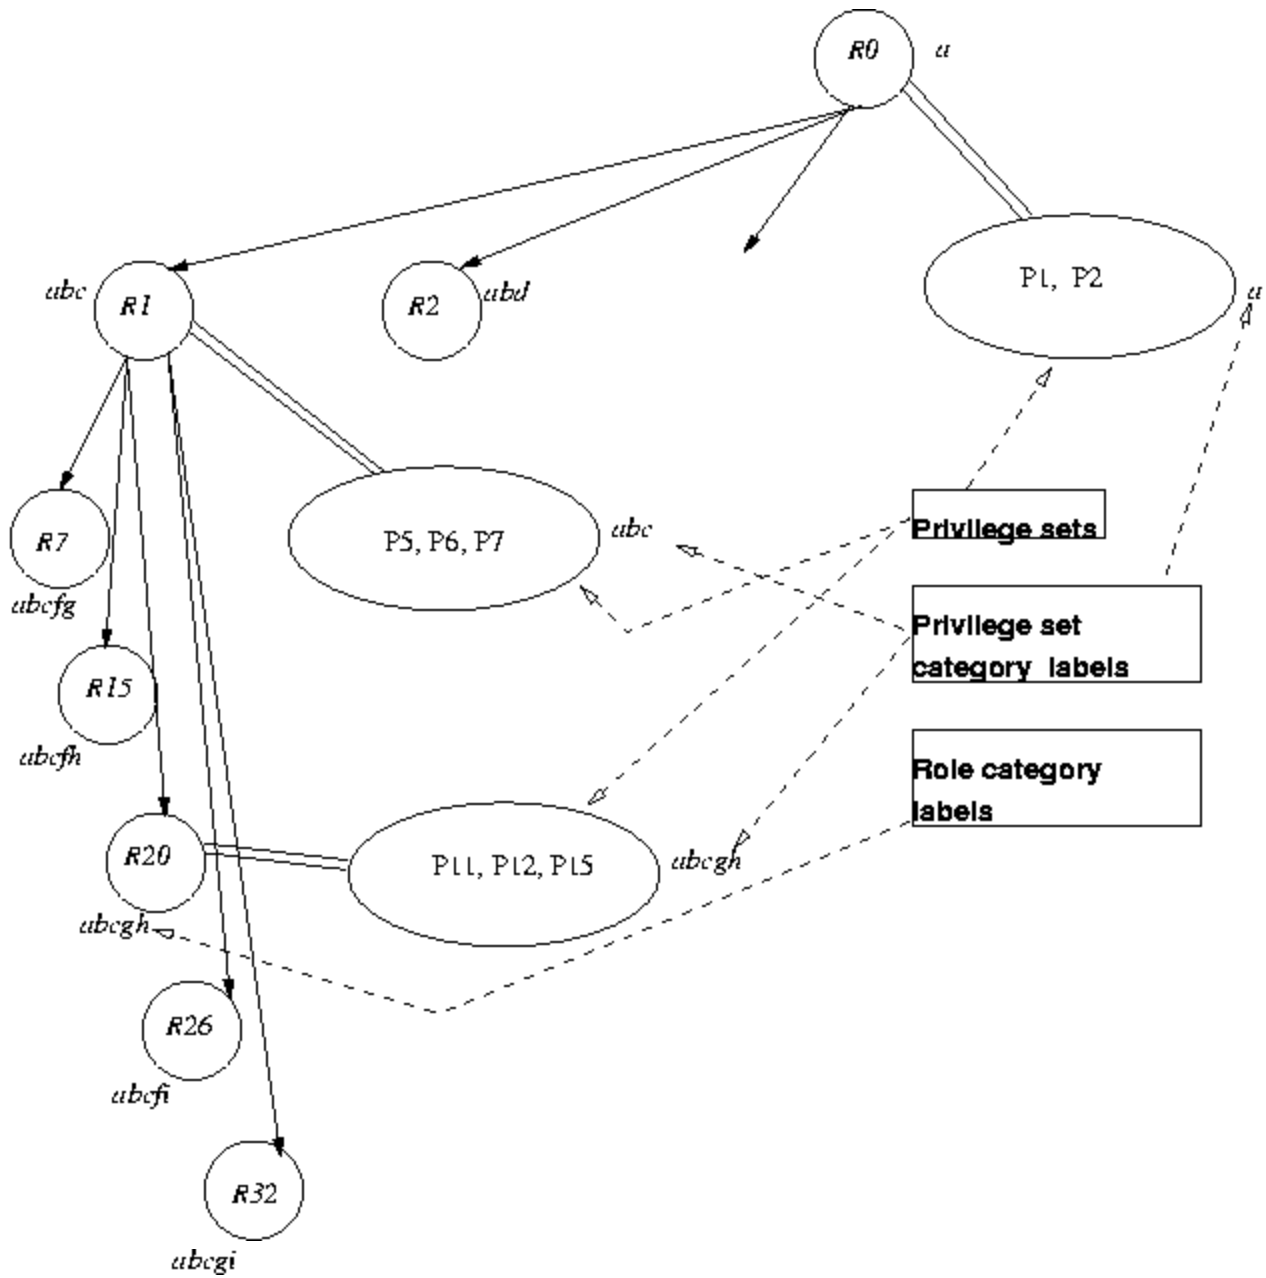 R0 a
P1, P2
a
abc R1
R2 abd
R7
abcfg
P5, P6, P7 abc
Privilege sets
Privilege set
category labels
R15
abcfh
Role category
labels
R20
abcgh
P11, P12, P15 abcgh
R26
abcfi
R32
abcgi